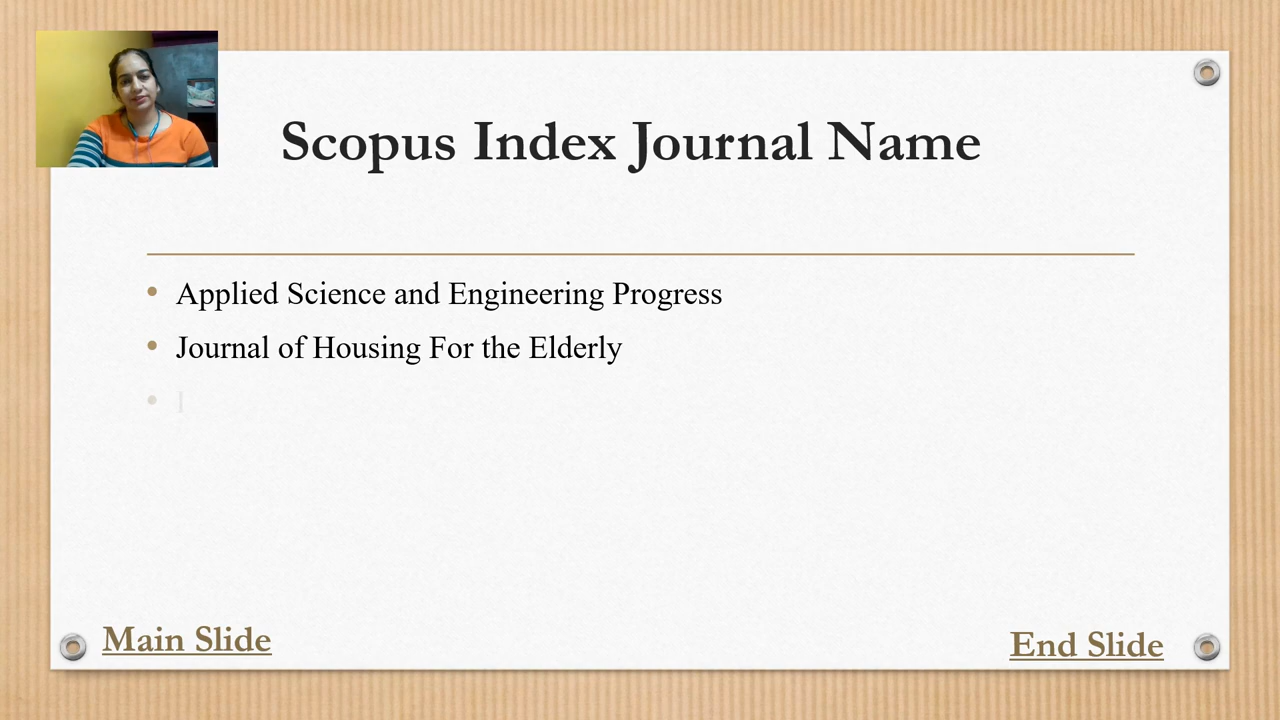 Scopus Index Journal Name
• Applied Science and Engineering Progress
• Journal of Housing For the Elderly
Main Slide
End Slide